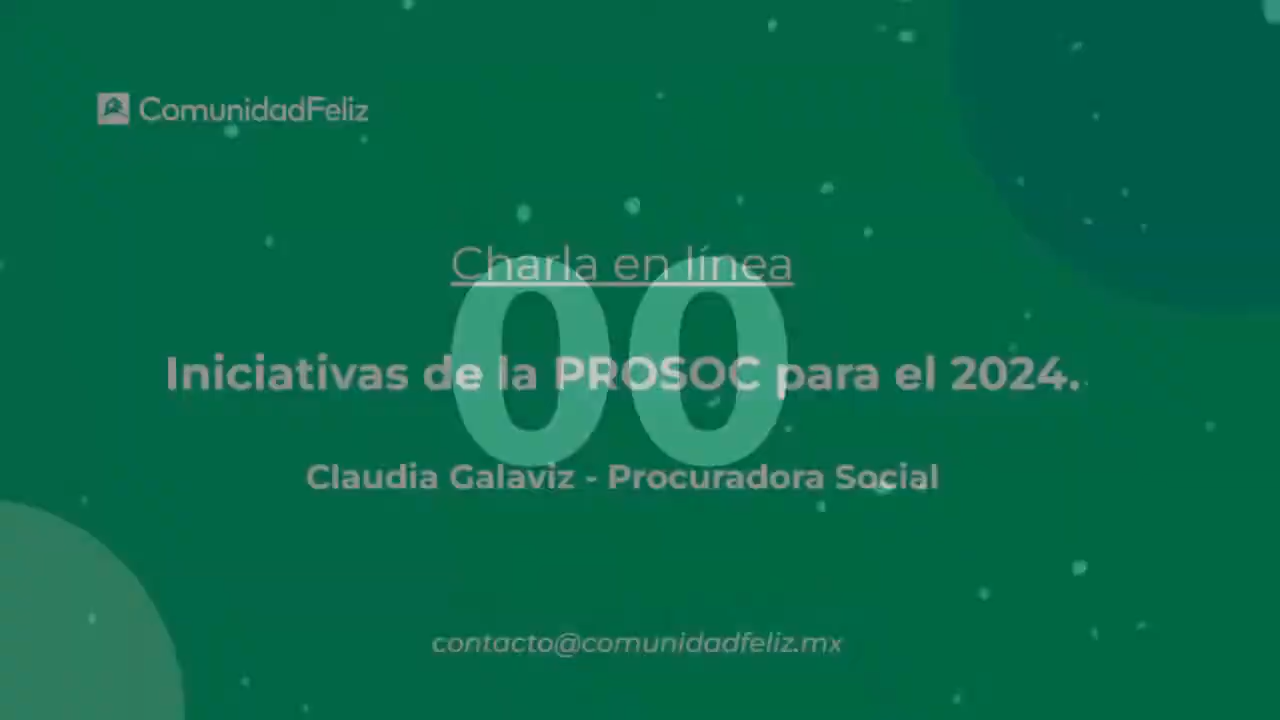 ComunidadFeliz
Charla en línea
00
Iniciativas de la PROSOC para el 2024.
Claudia Galaviz - Procuradora Social
contacto@comunidadfeliz.mx